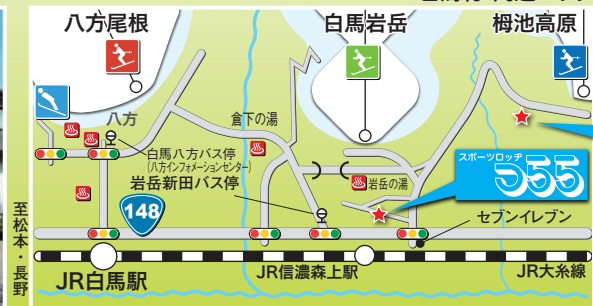 八方尾根
白馬岩岳
栂池高原
八方
倉下の湯
白馬八方バス停
(八方インフォメーションセンター)
岩岳新田バス停
岩岳の湯
スポーツロッヂ
55
セブンイレブン
148
至松本・長野
JR白馬駅
JR信濃森上駅
JR大糸線